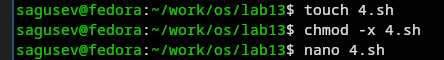 sagusev@fedora:~/work/os/lab13$ touch 4.sh
sagusev@fedora:~/work/os/lab13$ chmod -x 4.sh
sagusev@fedora:~/work/os/lab13$ nano 4.sh